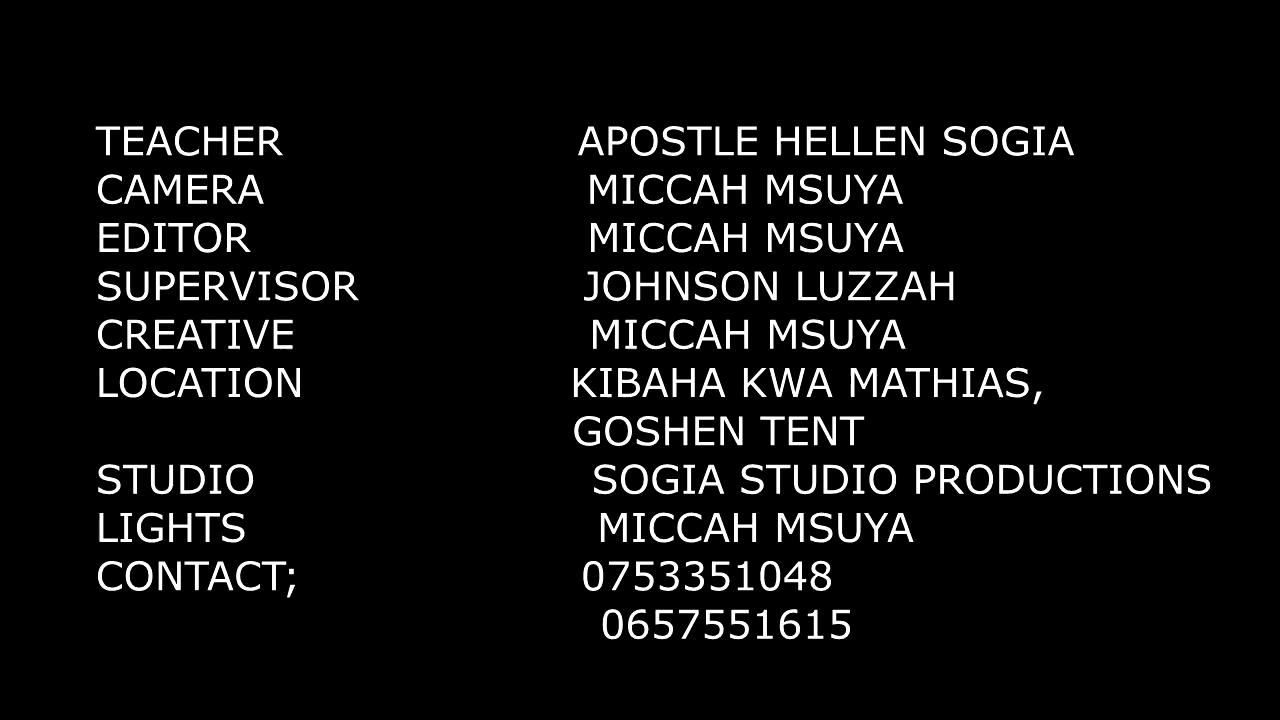 TEACHER APOSTLE HELLEN SOGIA
CAMERA MICCAH MSUYA
EDITOR MICCAH MSUYA
SUPERVISOR JOHNSON LUZZAH
CREATIVE MICCAH MSUYA
LOCATION KIBAHA KWA MATHIAS,
GOSHEN TENT
STUDIO SOGIA STUDIO PRODUCTIONS
LIGHTS MICCAH MSUYA
CONTACT; 0753351048
0657551615